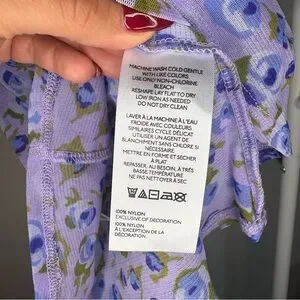 MACHINE WASH COLD GENTLE
WITH LIKE COLORS
USE ONLY NON-CHLORINE
BLEACH
RESHAPE LAY FLAT TO DRY
LOW IRON AS NEEDED
DO NOT DRY CLEAN
LAVER À LA MACHINE À L'EAU
FROIDE AVEC COULEURS
SIMILAIRES CYCLE DÉLICAT
UTILISER UN AGENT DE
BLANCHIMENT SANS CHLORE
SI NÉCESSAIRE
METTRE EN FORME ET SÉCHER
À PLAT
REPASSER, AU BESOIN, À TRÈS
BASSE TEMPÉRATURE
NE PAS NETTOYER À SEC
100% NYLON
EXCLUSIVE OF DECORATION
100% NYLON
À L'EXCEPTION DE LA
DÉCORATION